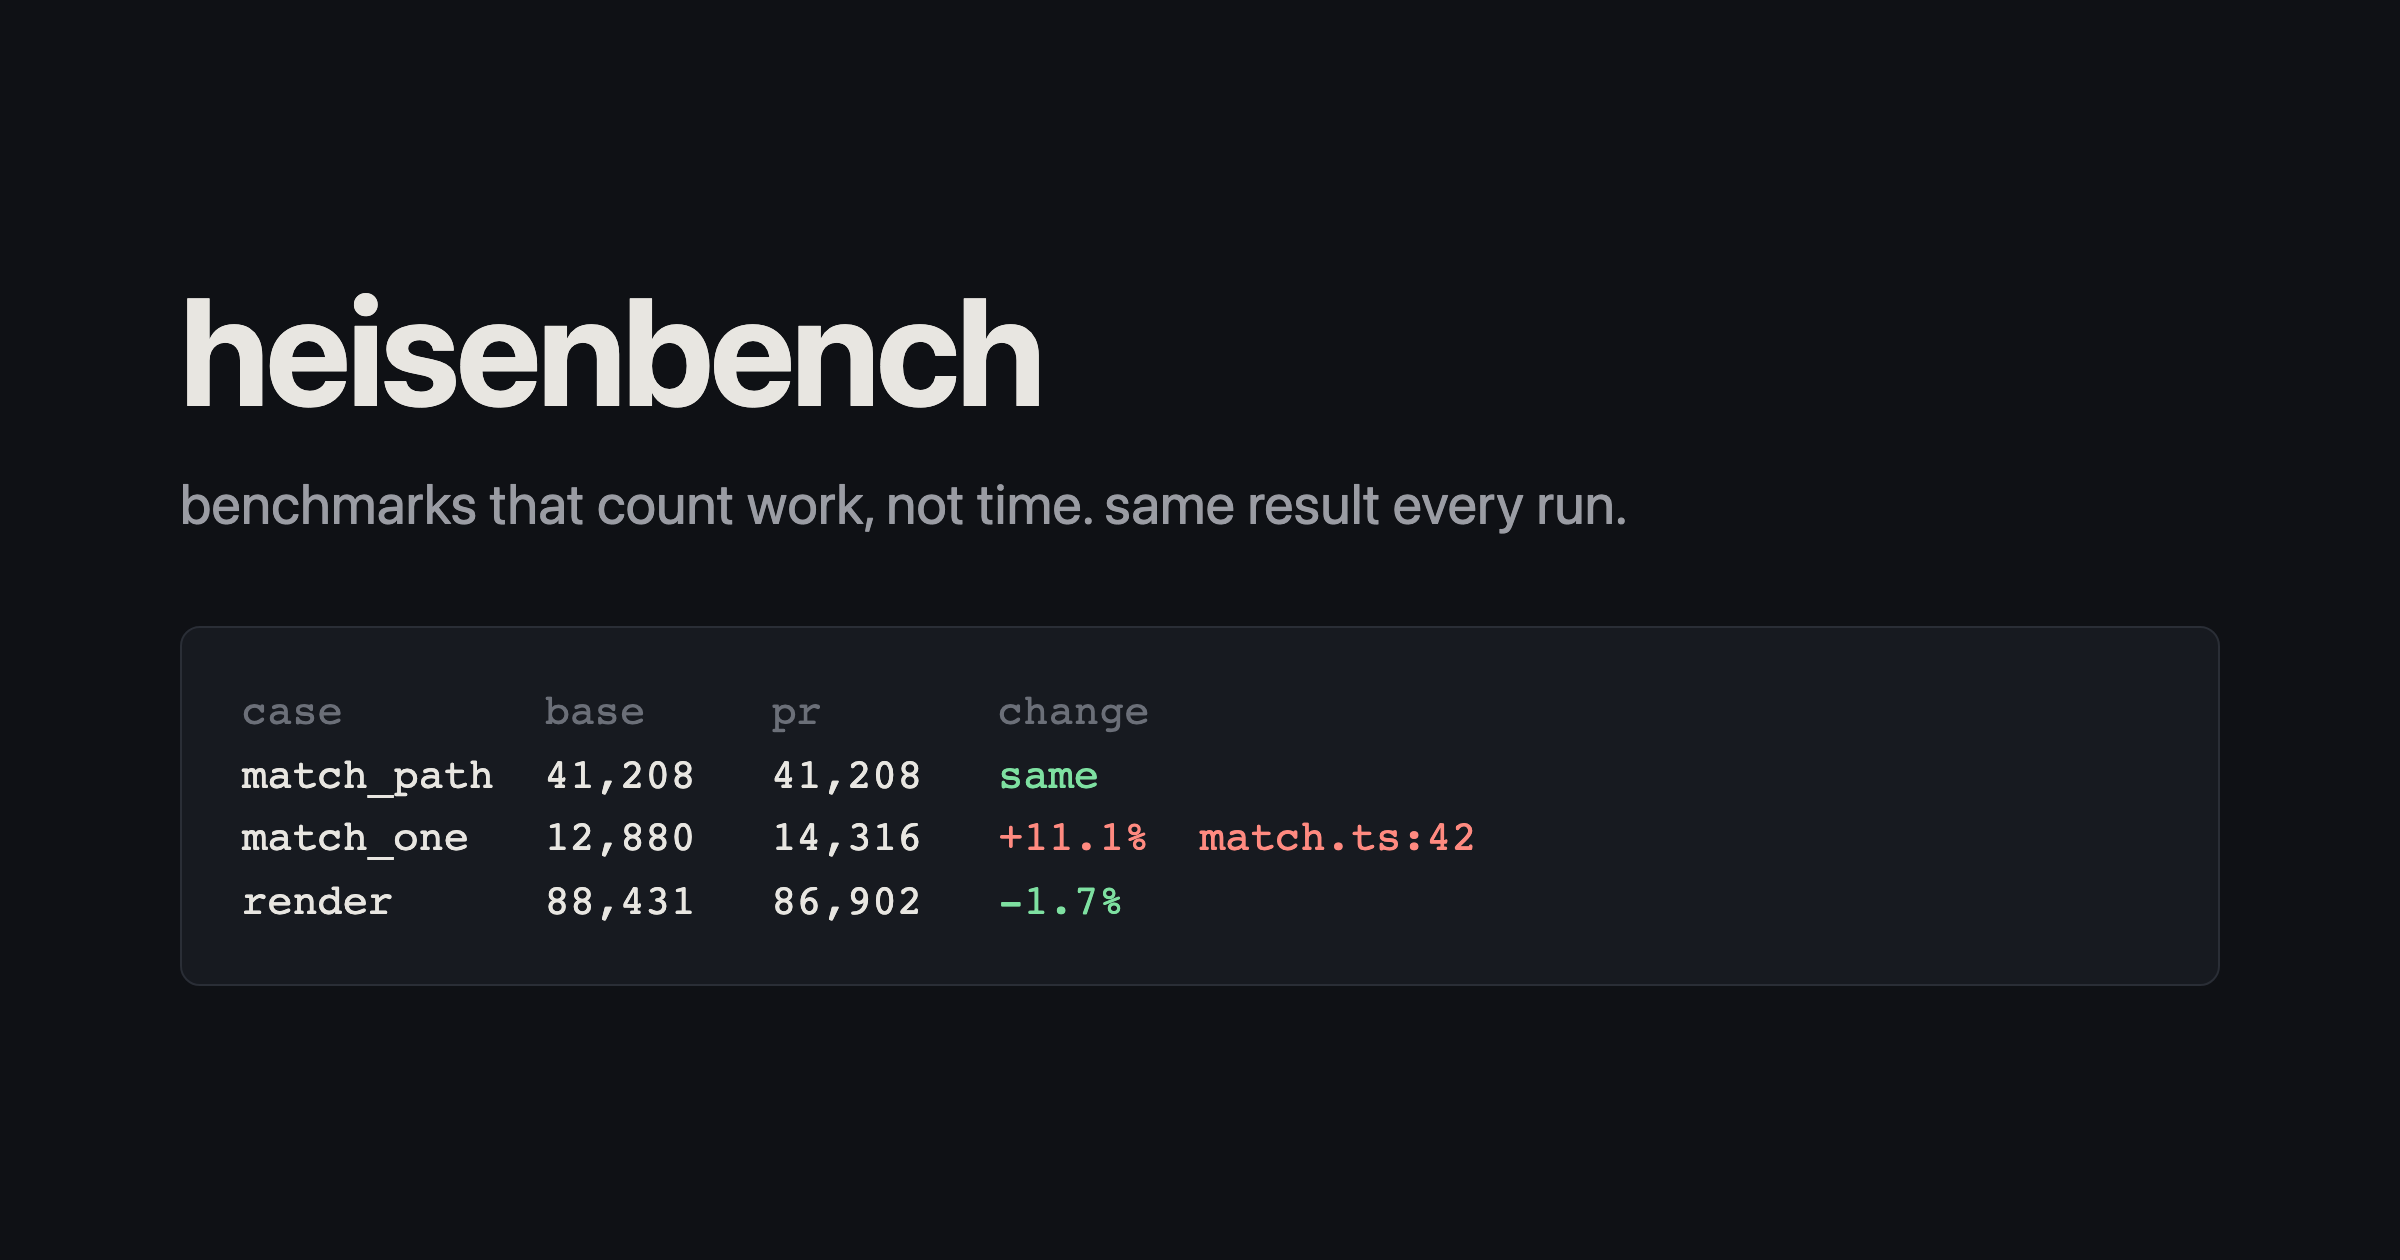 heisenbench
benchmarks that count work, not time. same result every run.
case base pr change
match_path 41,208 41,208 same
match_one 12,880 14,316 +11.1% match.ts:42
render 88,431 86,902 −1.7%